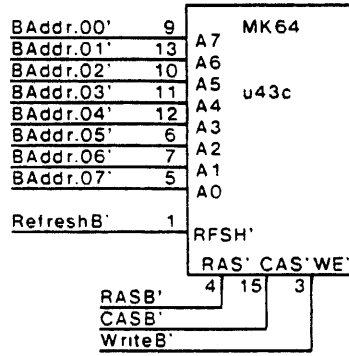 BAddr.00' 9 A7 MK64
BAddr.01' 13 A6
BAddr.02' 10 A5 u43c
BAddr.03' 11 A4
BAddr.04' 12 A3
BAddr.05' 6 A2
BAddr.06' 7 A1
BAddr.07' 5 A0
RefreshB' 1 RFSH'
RAS' CAS' WE'
4 15 3
RASB'
CASB'
WriteB'